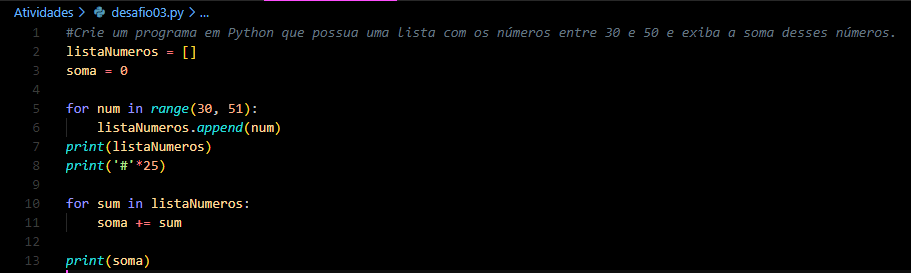 Atividades > desafio03.py > ...
1 #Crie um programa em Python que possua uma lista com os números entre 30 e 50 e exiba a soma desses números.
2 listaNumeros = []
3 soma = 0
4
5 for num in range(30, 51):
6     listaNumeros.append(num)
7 print(listaNumeros)
8 print('#'*25)
9
10 for sum in listaNumeros:
11     soma += sum
12
13 print(soma)